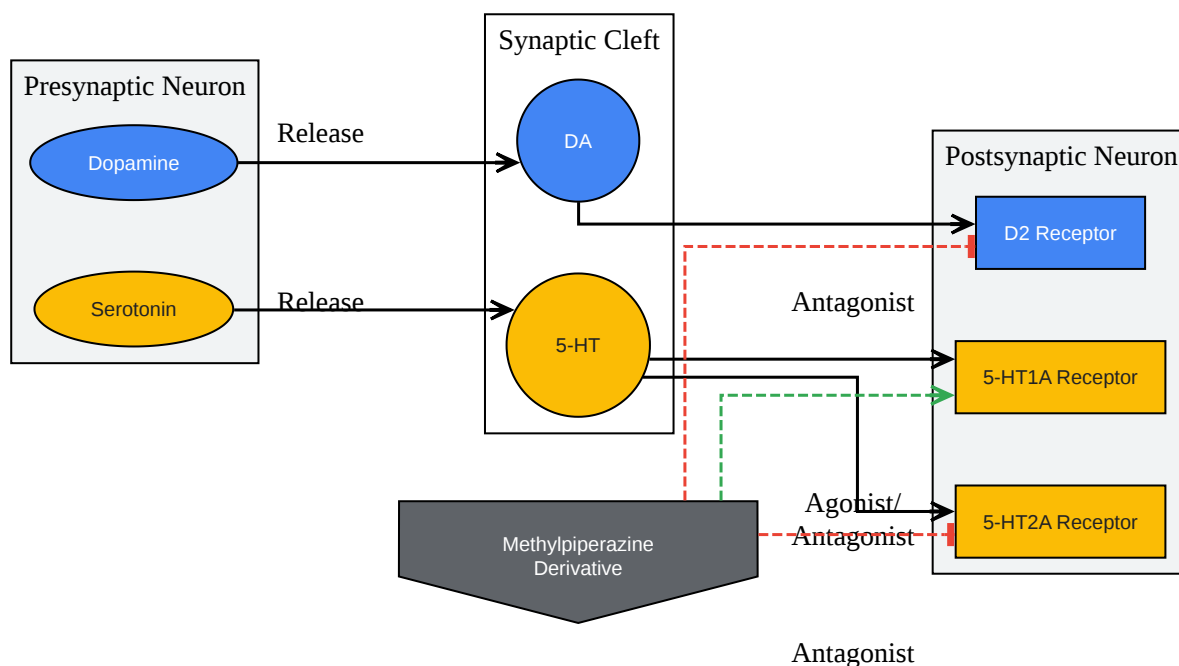 Synaptic Cleft
Presynaptic Neuron
Release
DA
Dopamine
Postsynaptic Neuron
D2 Receptor
Serotonin
Release
Antagonist
5-HT
5-HT1A Receptor
Agonist/
Antagonist
5-HT2A Receptor
Methylpiperazine
Derivative
Antagonist